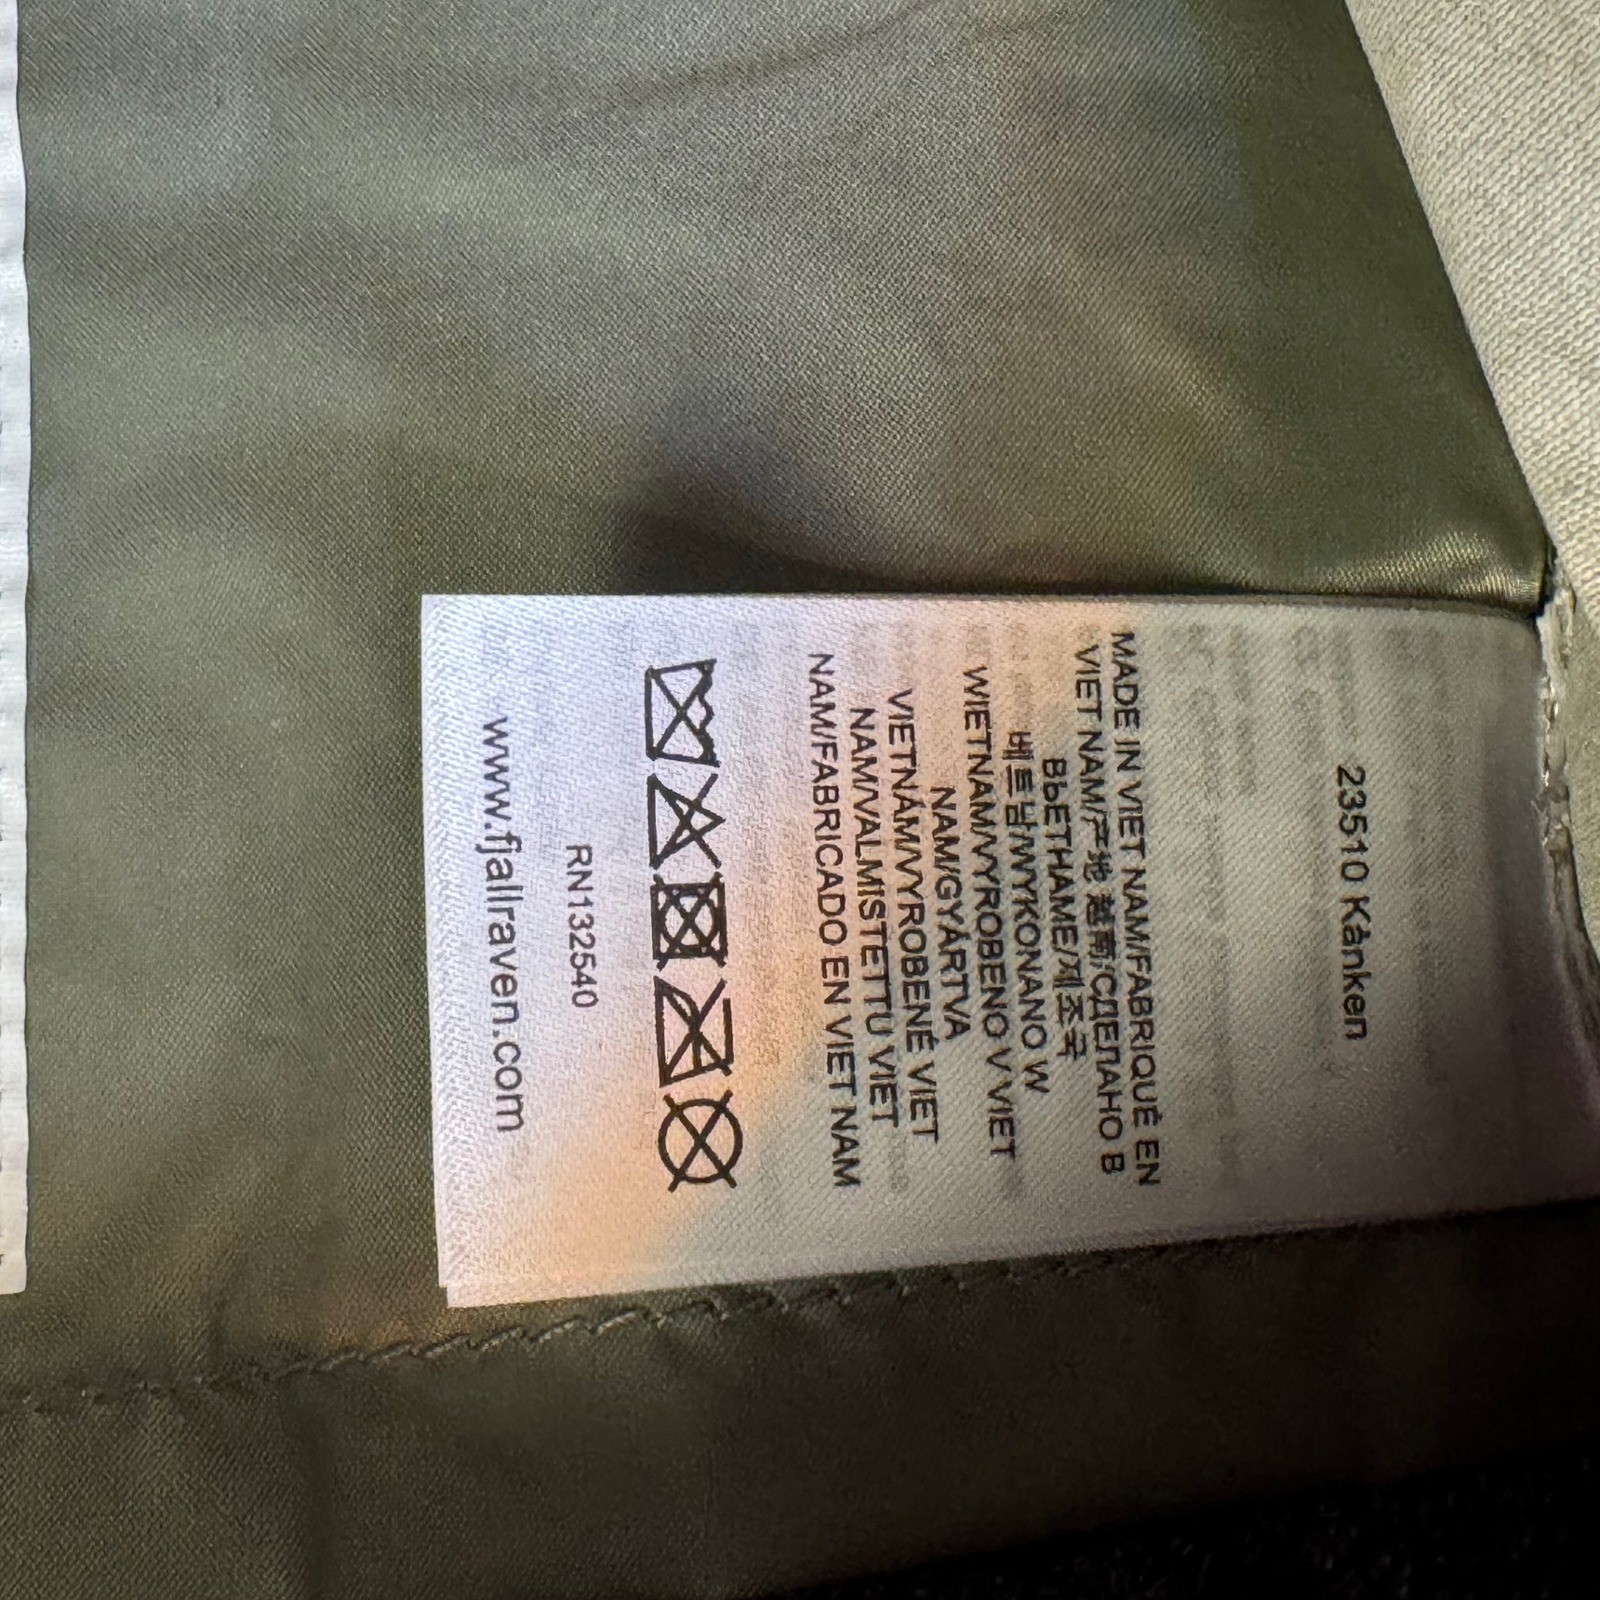 23510 Kånken
MADE IN VIET NAM/FABRIQUÉ EN
VIET NAM/产地 越南/СДЕЛАНО В
ВЬЕТНАМЕ/제조국
베트남/WYKONANO W
WIETNAM/VYROBENO V VIET
NAM/GYÁRTVA
VIETNÁM/VYROBENÉ VIET
NAM/VALMISTETTU VIET
NAM/FABRICADO EN VIET NAM
RN132540
www.fjallraven.com